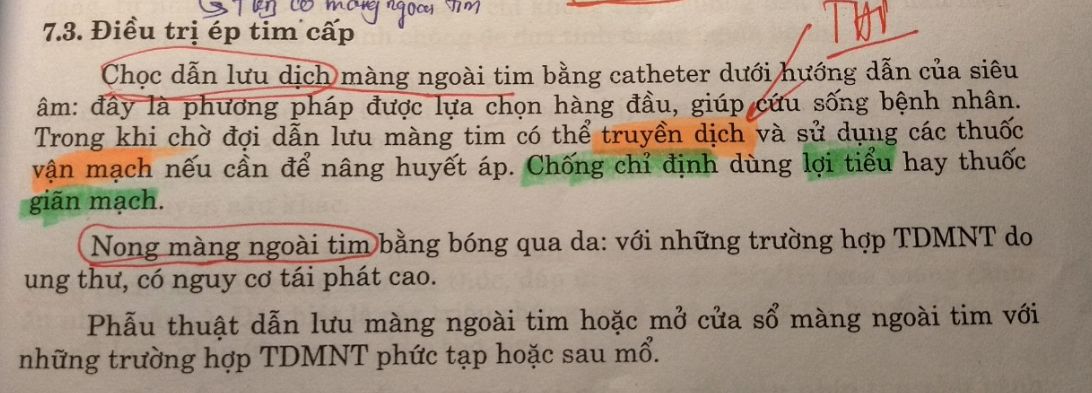 Tiến có màng ngoài tim
7.3. Điều trị ép tim cấp
Chọc dẫn lưu dịch màng ngoài tim bằng catheter dưới hướng dẫn của siêu
âm: đây là phương pháp được lựa chọn hàng đầu, giúp cứu sống bệnh nhân.
Trong khi chờ đợi dẫn lưu màng tim có thể truyền dịch và sử dụng các thuốc
vận mạch nếu cần để nâng huyết áp. Chống chỉ định dùng lợi tiểu hay thuốc
giãn mạch.
Nong màng ngoài tim bằng bóng qua da: với những trường hợp TDMNT do
ung thư, có nguy cơ tái phát cao.
Phẫu thuật dẫn lưu màng ngoài tim hoặc mở cửa sổ màng ngoài tim với
những trường hợp TDMNT phức tạp hoặc sau mổ.